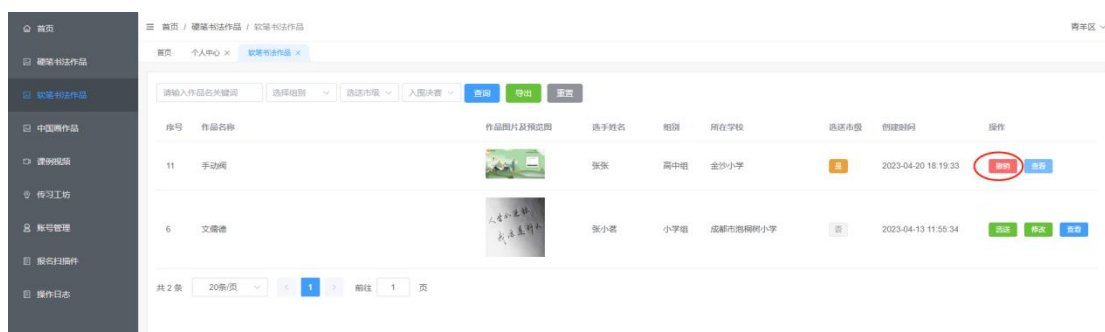 首页
硬笔书法作品
软笔书法作品
中国画作品
课例视频
传习工坊
账号管理
报名扫描件
操作日志
首页 / 硬笔书法作品 / 软笔书法作品
青羊区
首页 个人中心 × 软笔书法作品 ×
请输入作品名关键词 选择组别 选送市级 入围决赛 查询 导出 重置
序号 作品名称 作品图片及预览图 选手姓名 组别 所在学校 选送市级 创建时间 操作
11 手动阀 张张 高中组 金沙小学 是 2023-04-20 18:19:33 撤销 查看
6 文儒德 张小茗 小学组 成都市泡桐树小学 否 2023-04-13 11:55:34 选送 修改 查看
共 2 条 20条/页 < 1 > 前往 1 页